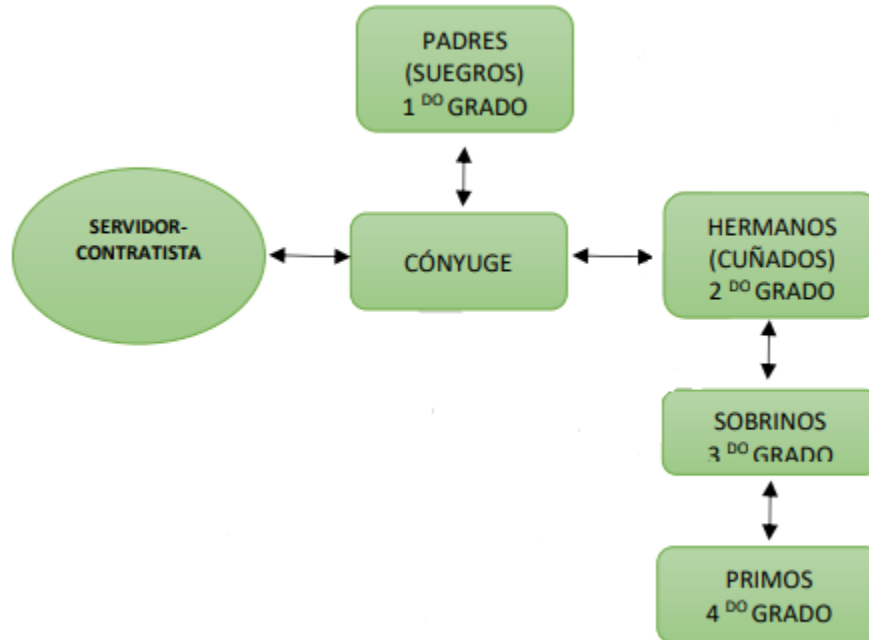 PADRES
(SUEGROS)
1 DO GRADO
SERVIDOR-
CONTRATISTA
CÓNYUGE
HERMANOS
(CUÑADOS)
2 DO GRADO
SOBRINOS
3 DO GRADO
PRIMOS
4 DO GRADO